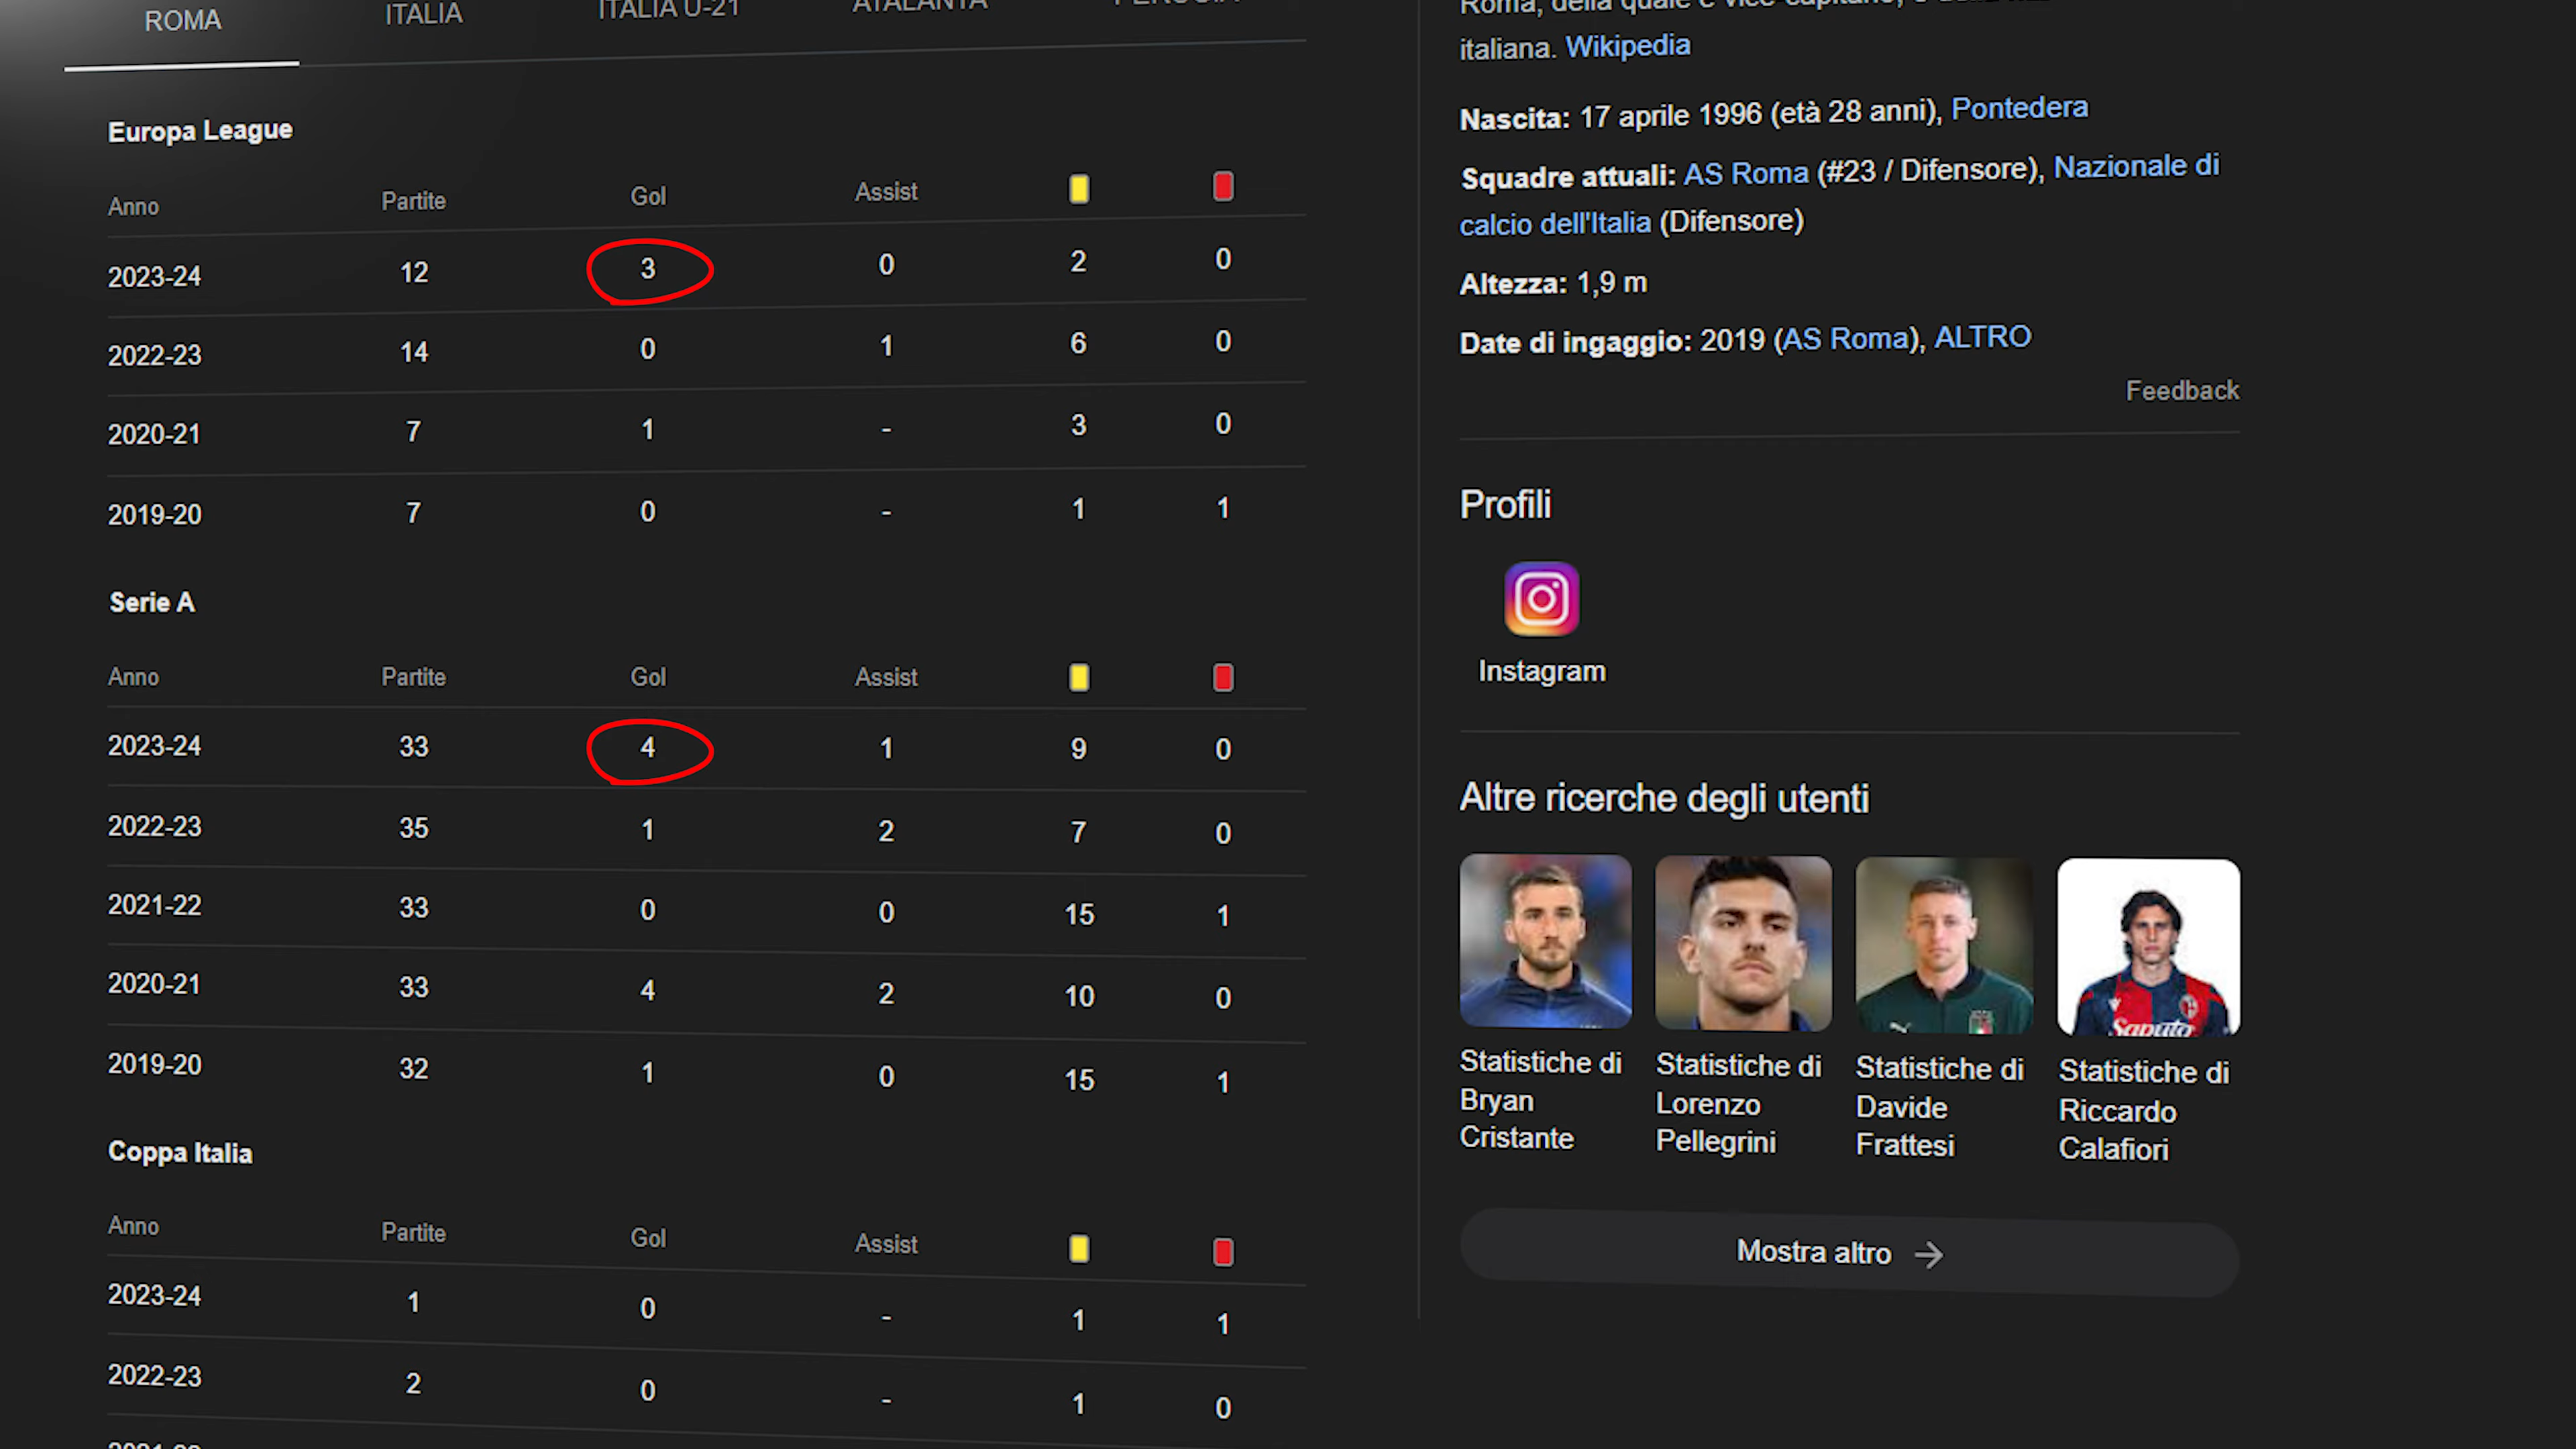 ROMA ITALIA ITALIA U-21 ATALANTA
Europa League
Anno Partite Gol Assist
2023-24 12 3 0 2 0
2022-23 14 0 1 6 0
2020-21 7 1 - 3 0
2019-20 7 0 - 1 1
Serie A
Anno Partite Gol Assist
2023-24 33 4 1 9 0
2022-23 35 1 2 7 0
2021-22 33 0 0 15 1
2020-21 33 4 2 10 0
2019-20 32 1 0 15 1
Coppa Italia
Anno Partite Gol Assist
2023-24 1 0 - 1 1
2022-23 2 0 - 1 0
Roma, della quale è vice-capitano,
italiana. Wikipedia
Nascita: 17 aprile 1996 (età 28 anni), Pontedera
Squadre attuali: AS Roma (#23 / Difensore), Nazionale di
calcio dell'Italia (Difensore)
Altezza: 1,9 m
Date di ingaggio: 2019 (AS Roma), ALTRO
Feedback
Profili
Instagram
Altre ricerche degli utenti
Saputo
Statistiche di
Bryan
Cristante
Statistiche di
Lorenzo
Pellegrini
Statistiche di
Davide
Frattesi
Statistiche di
Riccardo
Calafiori
Mostra altro →